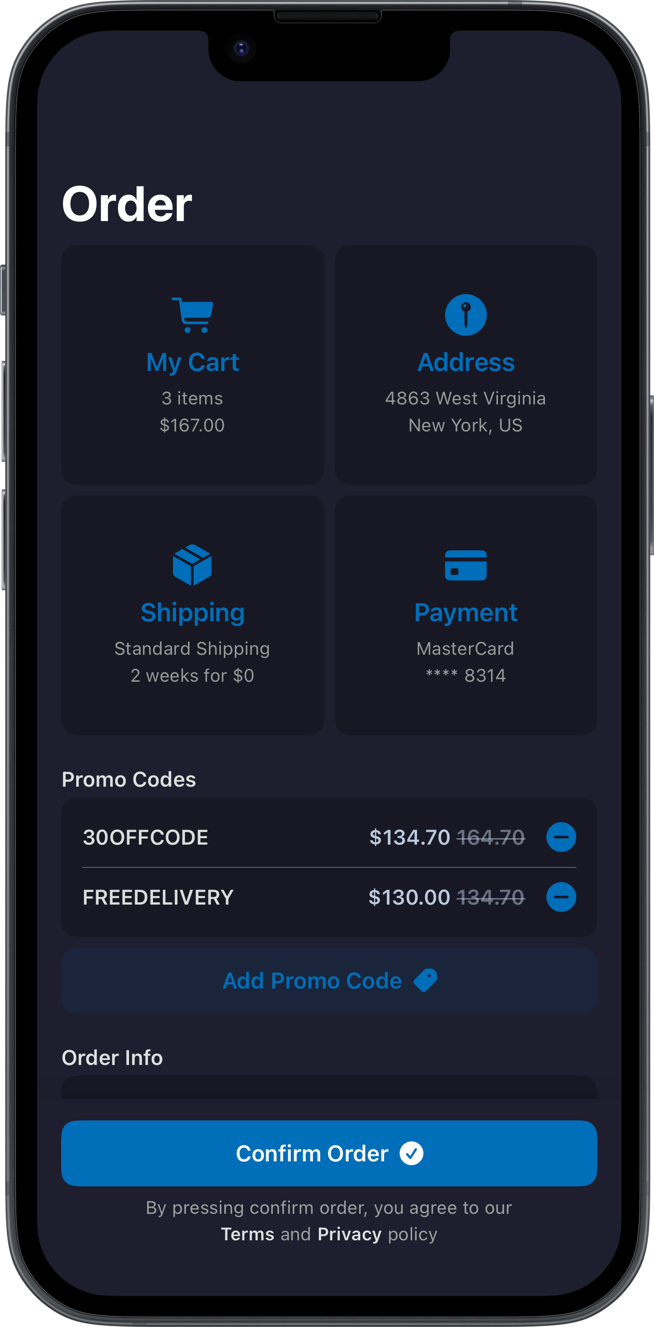 Order
My Cart
3 items
$167.00
Address
4863 West Virginia
New York, US
Shipping
Standard Shipping
2 weeks for $0
Payment
MasterCard
**** 8314
Promo Codes
30OFFCODE $134.70 164.70
FREEDELIVERY $130.00 134.70
Add Promo Code
Order Info
Confirm Order
By pressing confirm order, you agree to our
Terms and Privacy policy